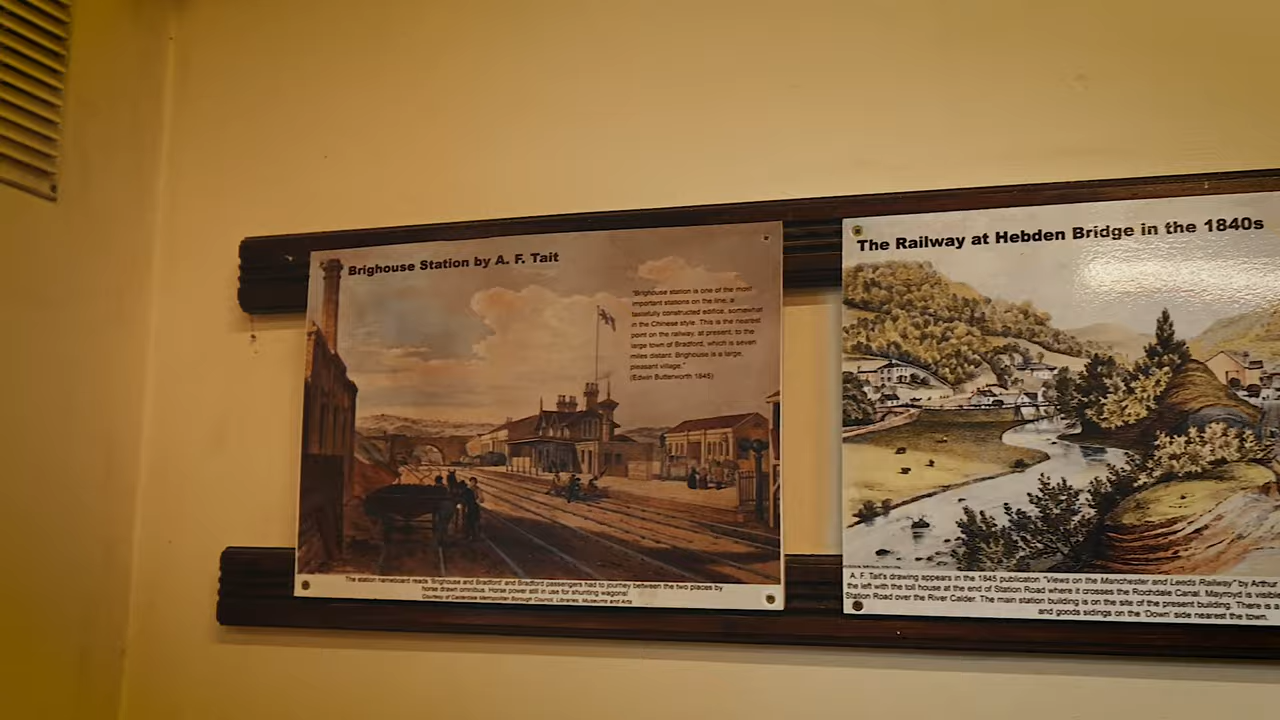 Brighouse Station by A. F. Tait
"Brighouse station is one of the most
important stations on the line, a
tastefully constructed edifice, somewhat
in the Chinese style. This is the nearest
point on the railway, at present, to the
large town of Bradford, which is seven
miles distant. Brighouse is a large,
pleasant village."
(Edwin Butterworth 1845)
The station nameboard reads 'Brighouse and Bradford' and Bradford passengers had to journey between the two places by
horse drawn omnibus. Horse power still in use for shunting wagons!
Courtesy of Calderdale Metropolitan Borough Council, Libraries, Museums and Arts
The Railway at Hebden Bridge in the 1840s
A. F. Tait's drawing appears in the 1845 publicaton "Views on the Manchester and Leeds Railway" by Arthur
the left with the toll house at the end of Station Road where it crosses the Rochdale Canal. Mayroyd is visible
Station Road over the River Calder. The main station building is on the site of the present building. There is a
and goods sidings on the 'Down' side nearest the town.